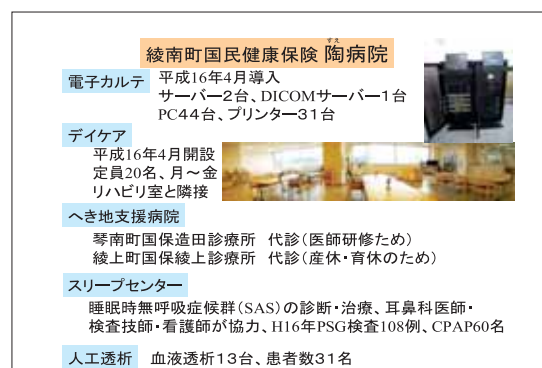 すえ
綾南町国民健康保険 陶病院
電子カルテ 平成16年4月導入
サーバー2台、DICOMサーバー1台
PC44台、プリンター31台
デイケア
平成16年4月開設
定員20名、月～金
リハビリ室と隣接
へき地支援病院
琴南町国保造田診療所 代診（医師研修ため）
綾上町国保綾上診療所 代診（産休・育休のため）
スリープセンター
睡眠時無呼吸症候群（SAS）の診断・治療、耳鼻科医師・
検査技師・看護師が協力、H16年PSG検査108例、CPAP60名
人工透析 血液透析13台、患者数31名